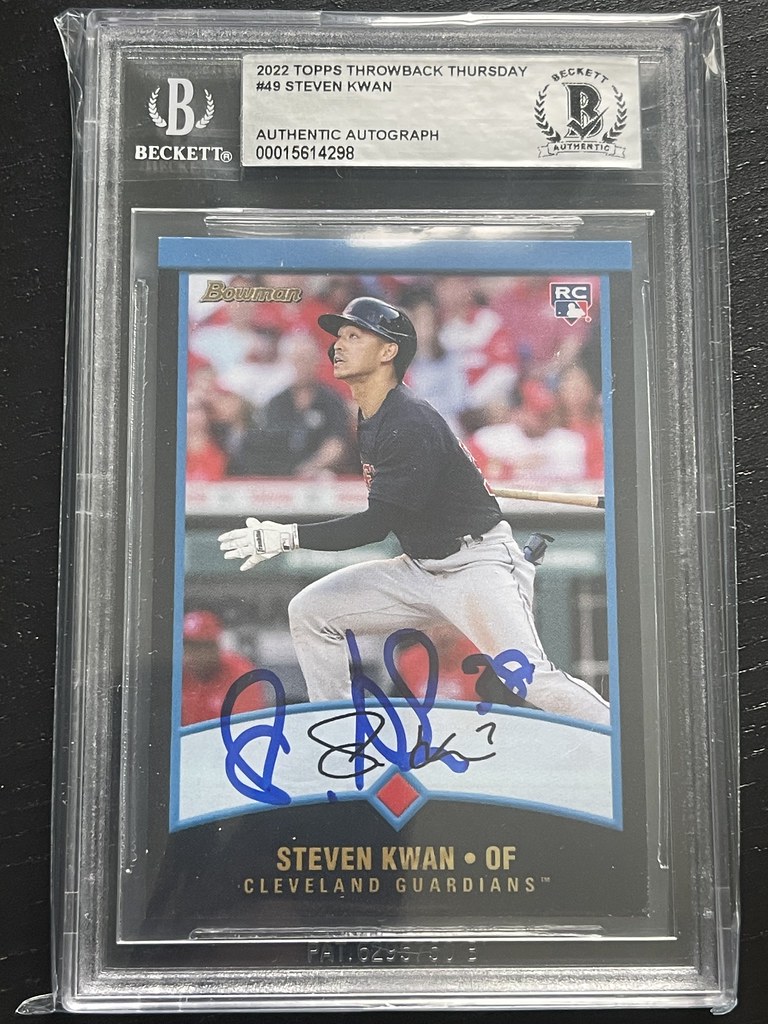 2022 TOPPS THROWBACK THURSDAY
#49 STEVEN KWAN
AUTHENTIC AUTOGRAPH
00015614298
B
BECKETT®
BECKETT
B
AUTHENTIC
Bowman
RC
STEVEN KWAN • OF
CLEVELAND GUARDIANS™